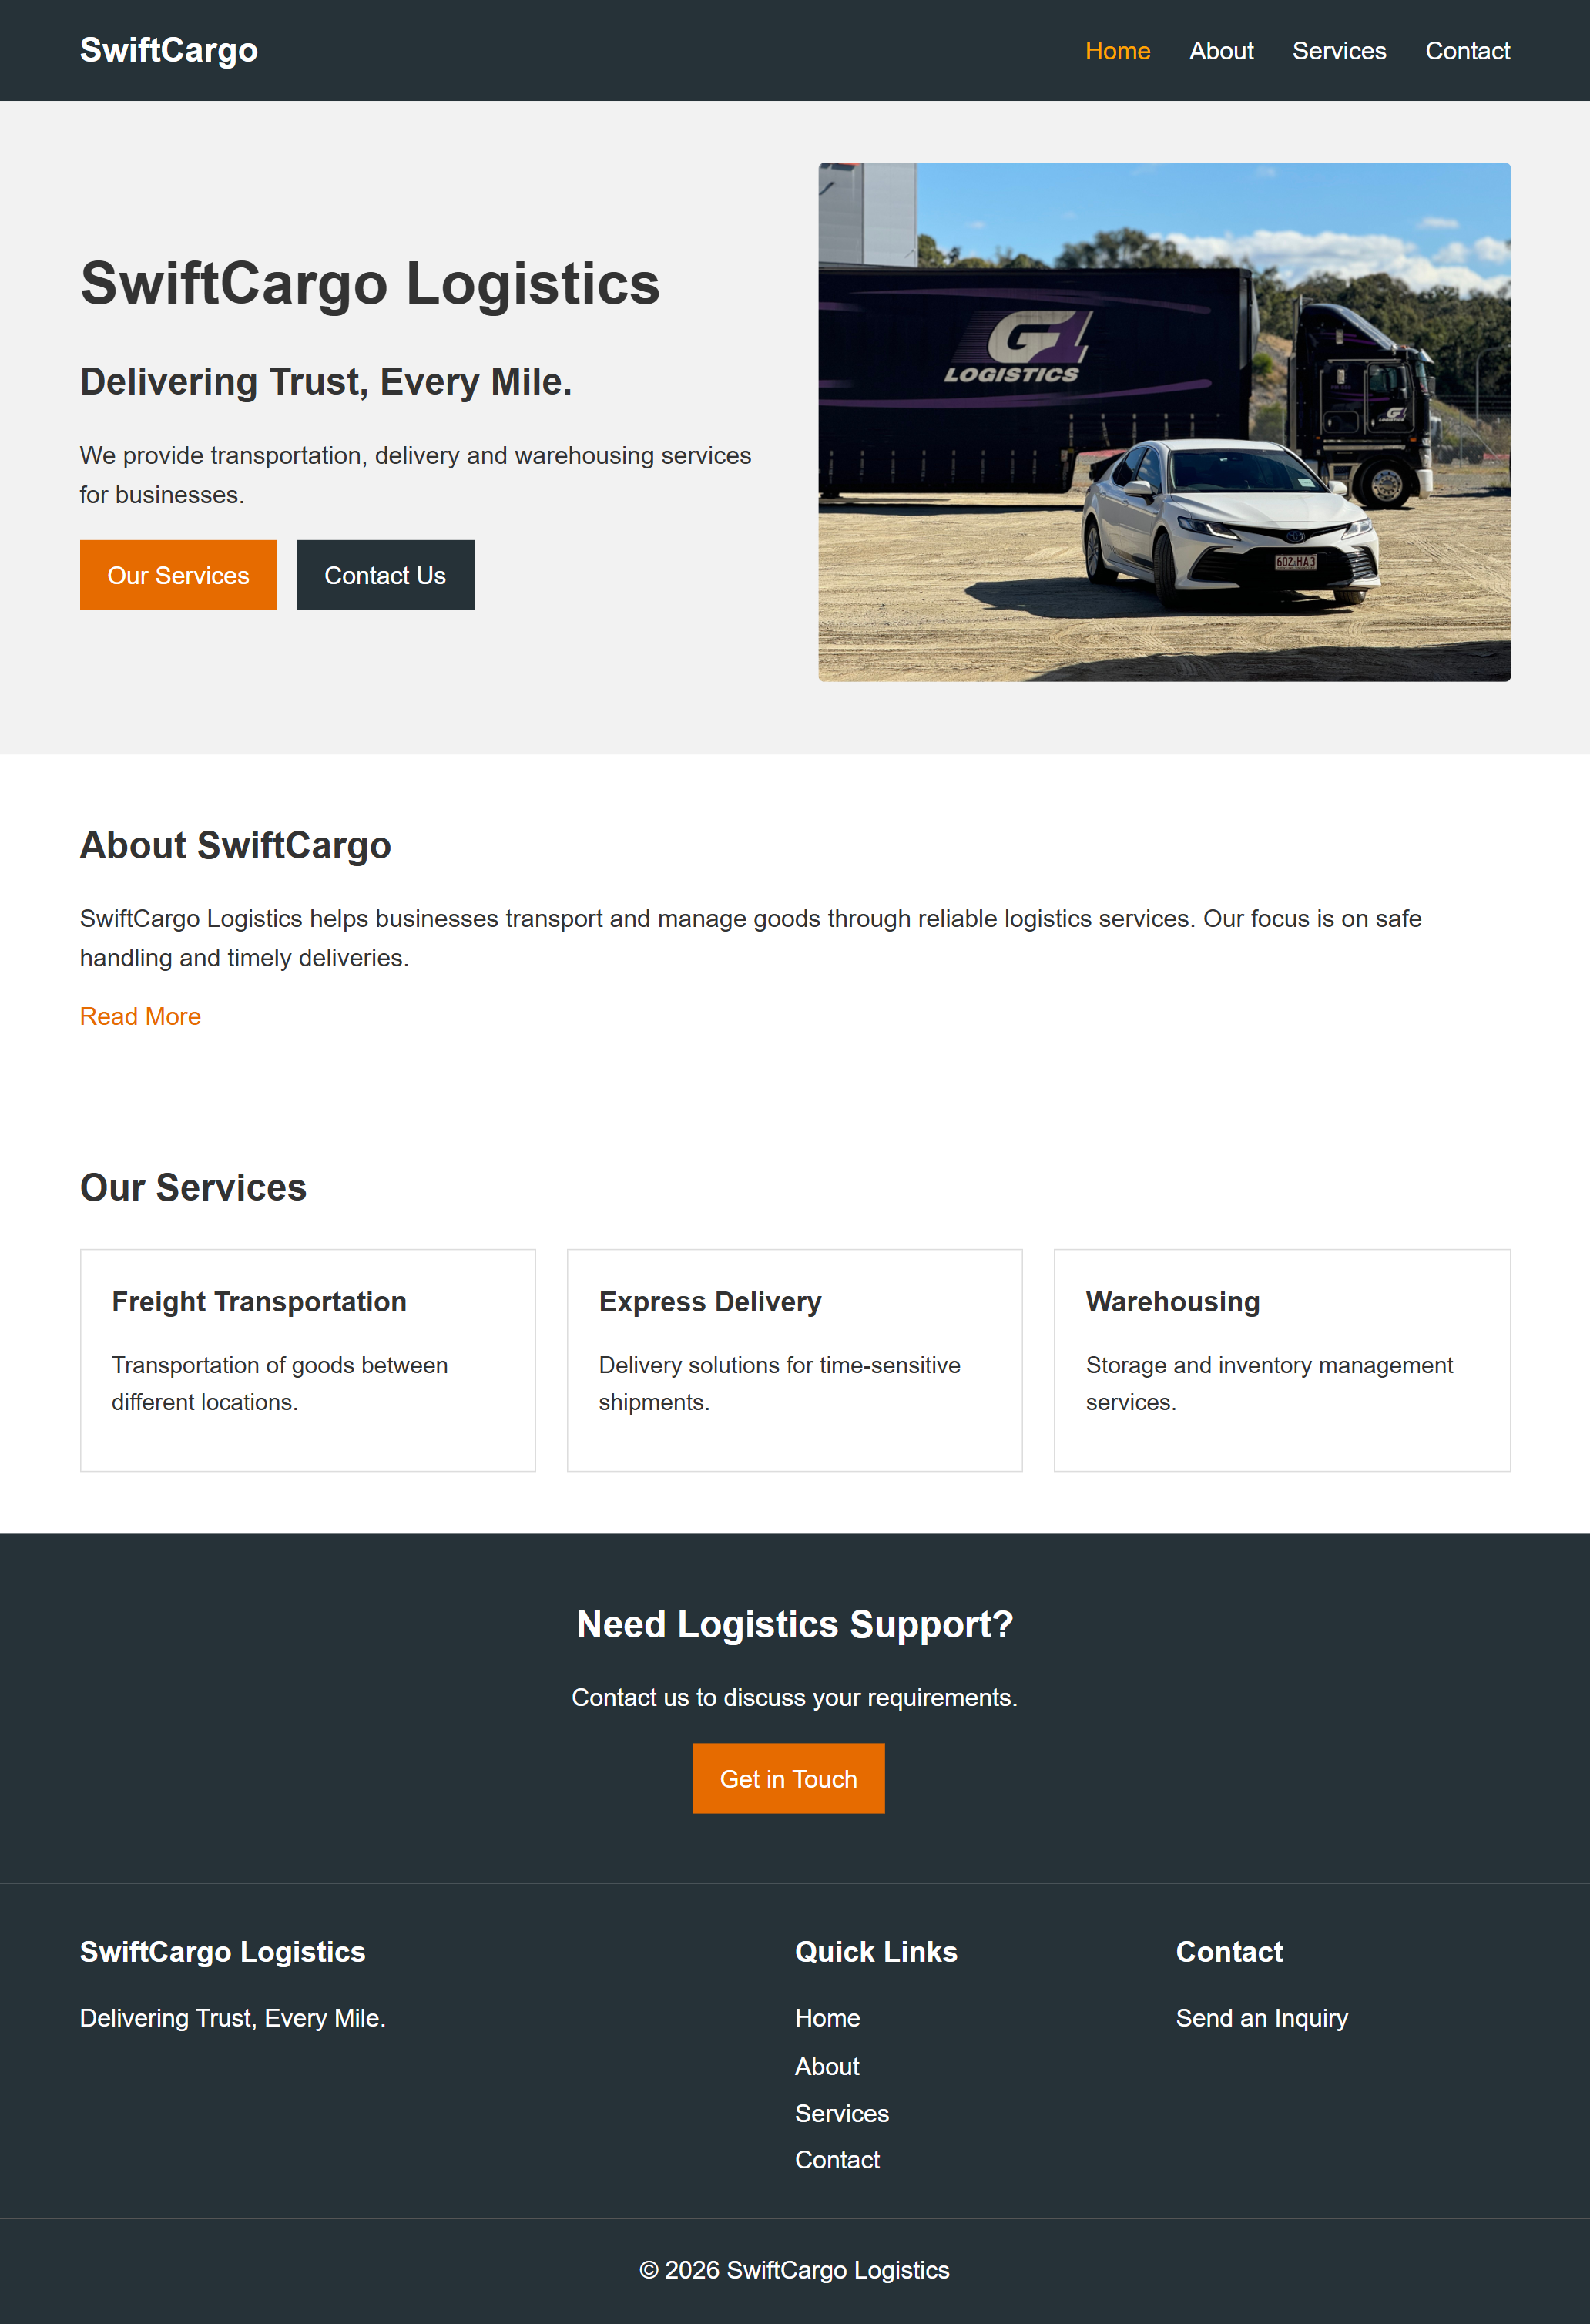 SwiftCargo
Home About Services Contact
SwiftCargo Logistics
Delivering Trust, Every Mile.
We provide transportation, delivery and warehousing services
for businesses.
Our Services Contact Us
G1
LOGISTICS
G1
LOGISTICS
602·HA3
About SwiftCargo
SwiftCargo Logistics helps businesses transport and manage goods through reliable logistics services. Our focus is on safe
handling and timely deliveries.
Read More
Our Services
Freight Transportation
Transportation of goods between
different locations.
Express Delivery
Delivery solutions for time-sensitive
shipments.
Warehousing
Storage and inventory management
services.
Need Logistics Support?
Contact us to discuss your requirements.
Get in Touch
SwiftCargo Logistics
Delivering Trust, Every Mile.
Quick Links
Home
About
Services
Contact
Contact
Send an Inquiry
© 2026 SwiftCargo Logistics